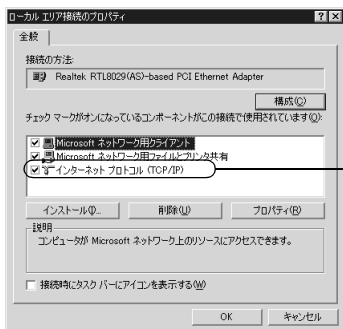 ローカル エリア接続のプロパティ
全般
接続の方法:
Realtek RTL8029(AS)-based PCI Ethernet Adapter
構成(C)
チェック マークがオンになっているコンポーネントがこの接続で使用されています(O):
Microsoft ネットワーク用クライアント
Microsoft ネットワーク用ファイルとプリンタ共有
インターネット プロトコル (TCP/IP)
インストール(I)...
削除(U)
プロパティ(R)
説明
コンピュータが Microsoft ネットワーク上のリソースにアクセスできます。
接続時にタスク バーにアイコンを表示する(W)
OK
キャンセル